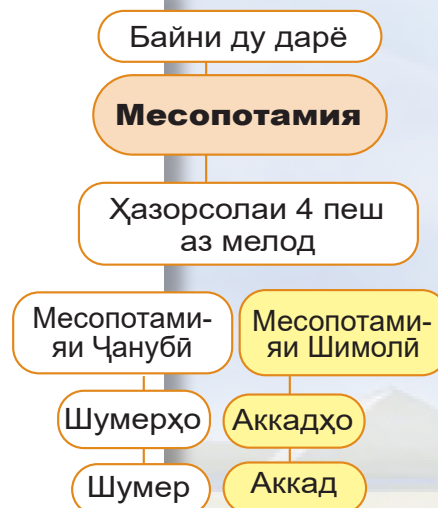 Байни ду дарё
Месопотамия
Ҳазорсолаи 4 пеш
аз мелод
Месопотами-
яи Ҷанубӣ
Месопотами-
яи Шимолӣ
Шумерҳо
Аккадҳо
Шумер
Аккад